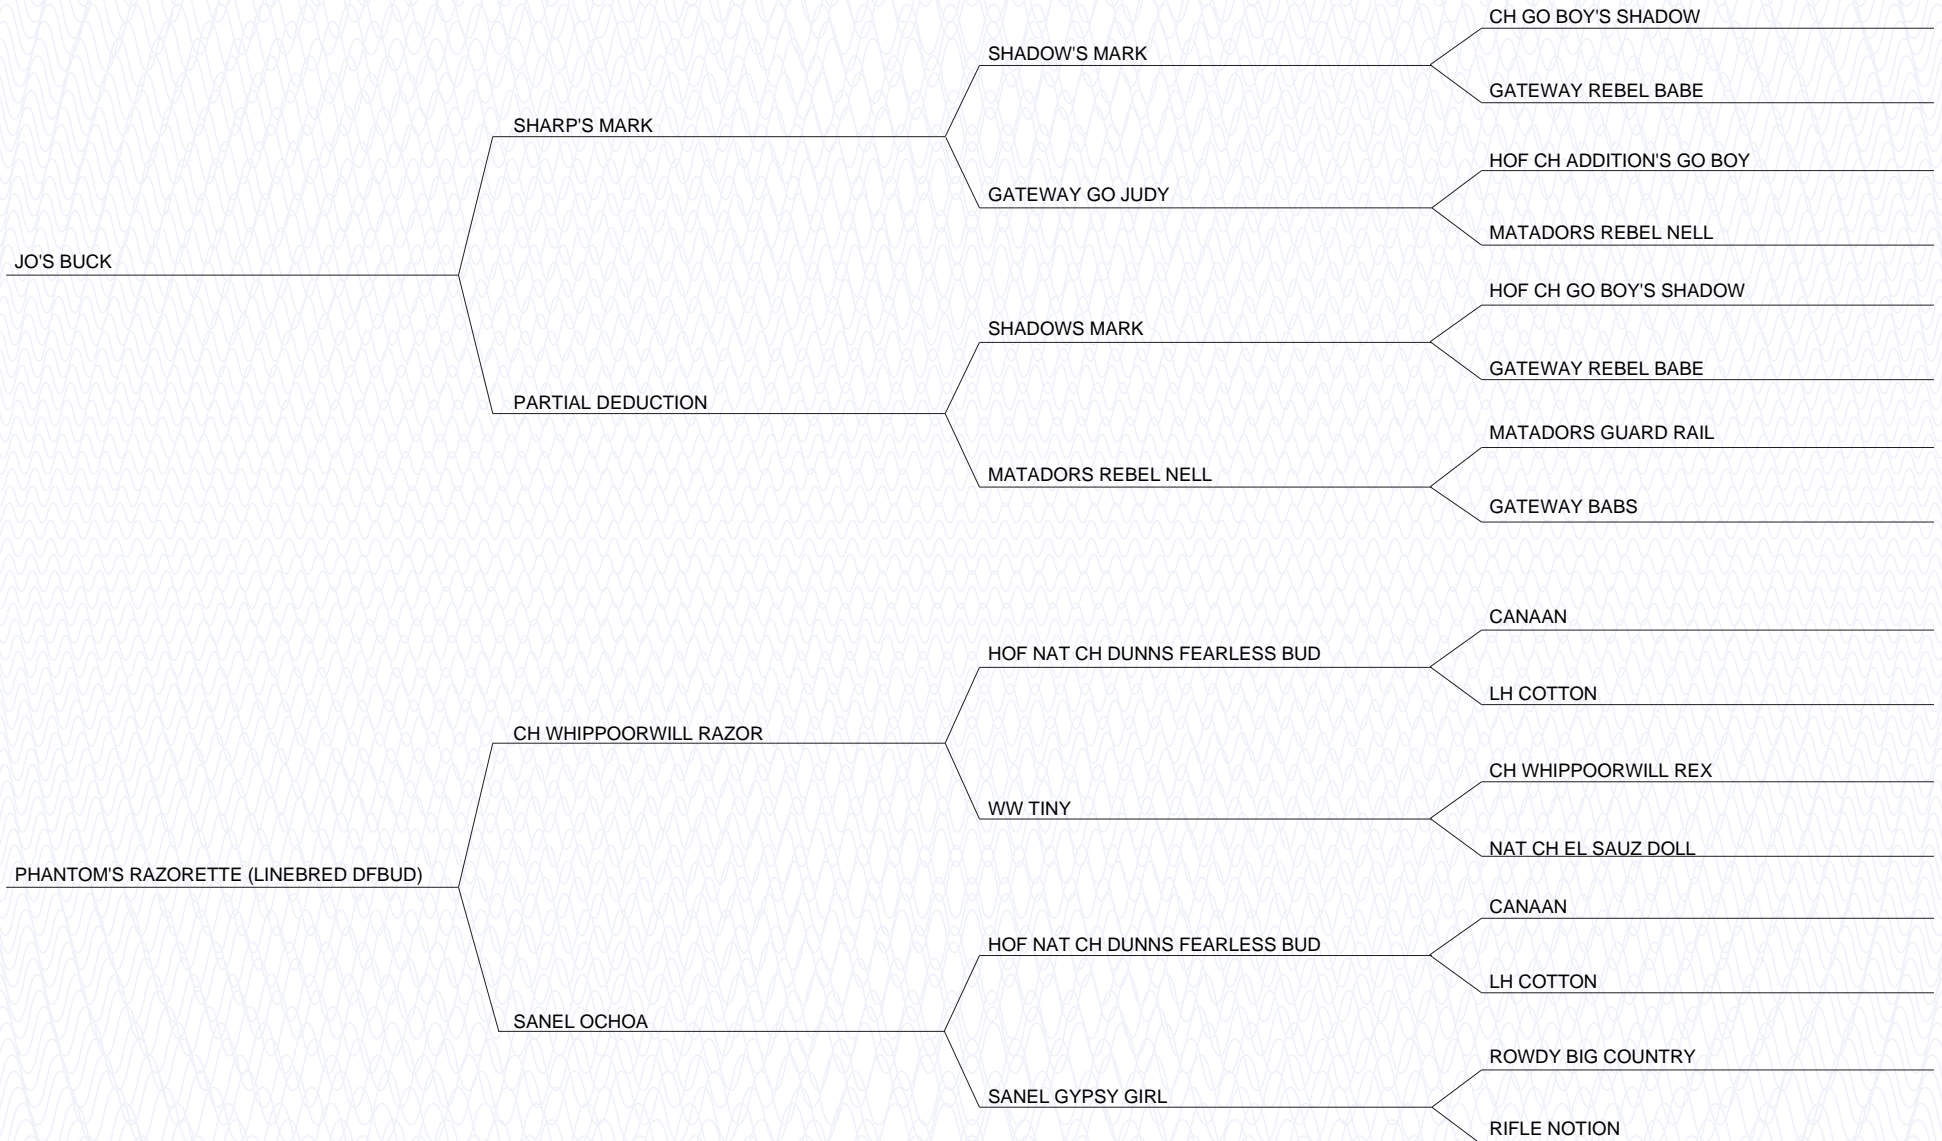 CH GO BOY'S SHADOW
SHADOW'S MARK
GATEWAY REBEL BABE
SHARP'S MARK
HOF CH ADDITION'S GO BOY
GATEWAY GO JUDY
MATADORS REBEL NELL
JO'S BUCK
HOF CH GO BOY'S SHADOW
SHADOWS MARK
GATEWAY REBEL BABE
PARTIAL DEDUCTION
MATADORS GUARD RAIL
MATADORS REBEL NELL
GATEWAY BABS
CANAAN
HOF NAT CH DUNNS FEARLESS BUD
LH COTTON
CH WHIPPOORWILL RAZOR
CH WHIPPOORWILL REX
WW TINY
NAT CH EL SAUZ DOLL
PHANTOM'S RAZORETTE (LINEBRED DFBUD)
CANAAN
HOF NAT CH DUNNS FEARLESS BUD
LH COTTON
SANEL OCHOA
ROWDY BIG COUNTRY
SANEL GYPSY GIRL
RIFLE NOTION